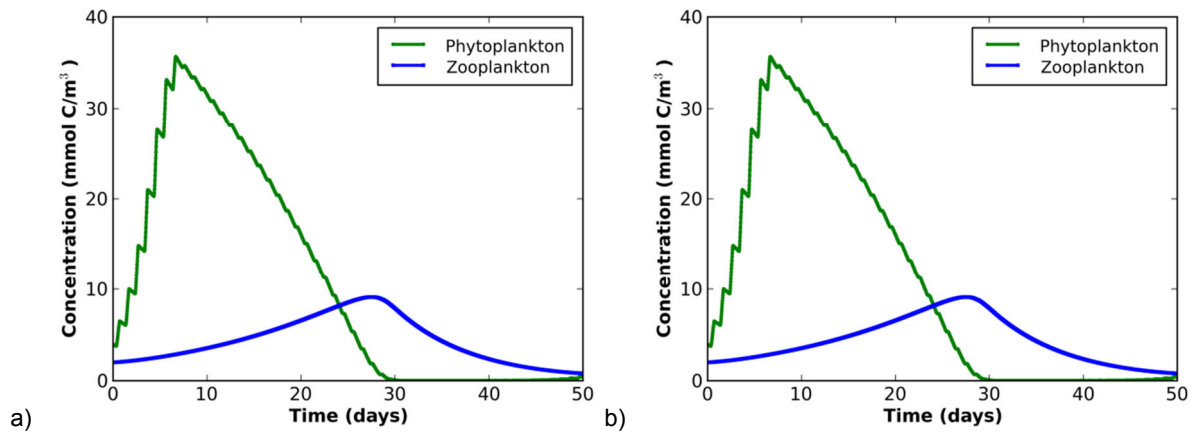 Concentration (mmol C/m³)
40
30
20
10
0
Phytoplankton
Zooplankton
0 10 20 30 40 50
Time (days)
a)
Concentration (mmol C/m³)
40
30
20
10
0
Phytoplankton
Zooplankton
0 10 20 30 40 50
Time (days)
b)